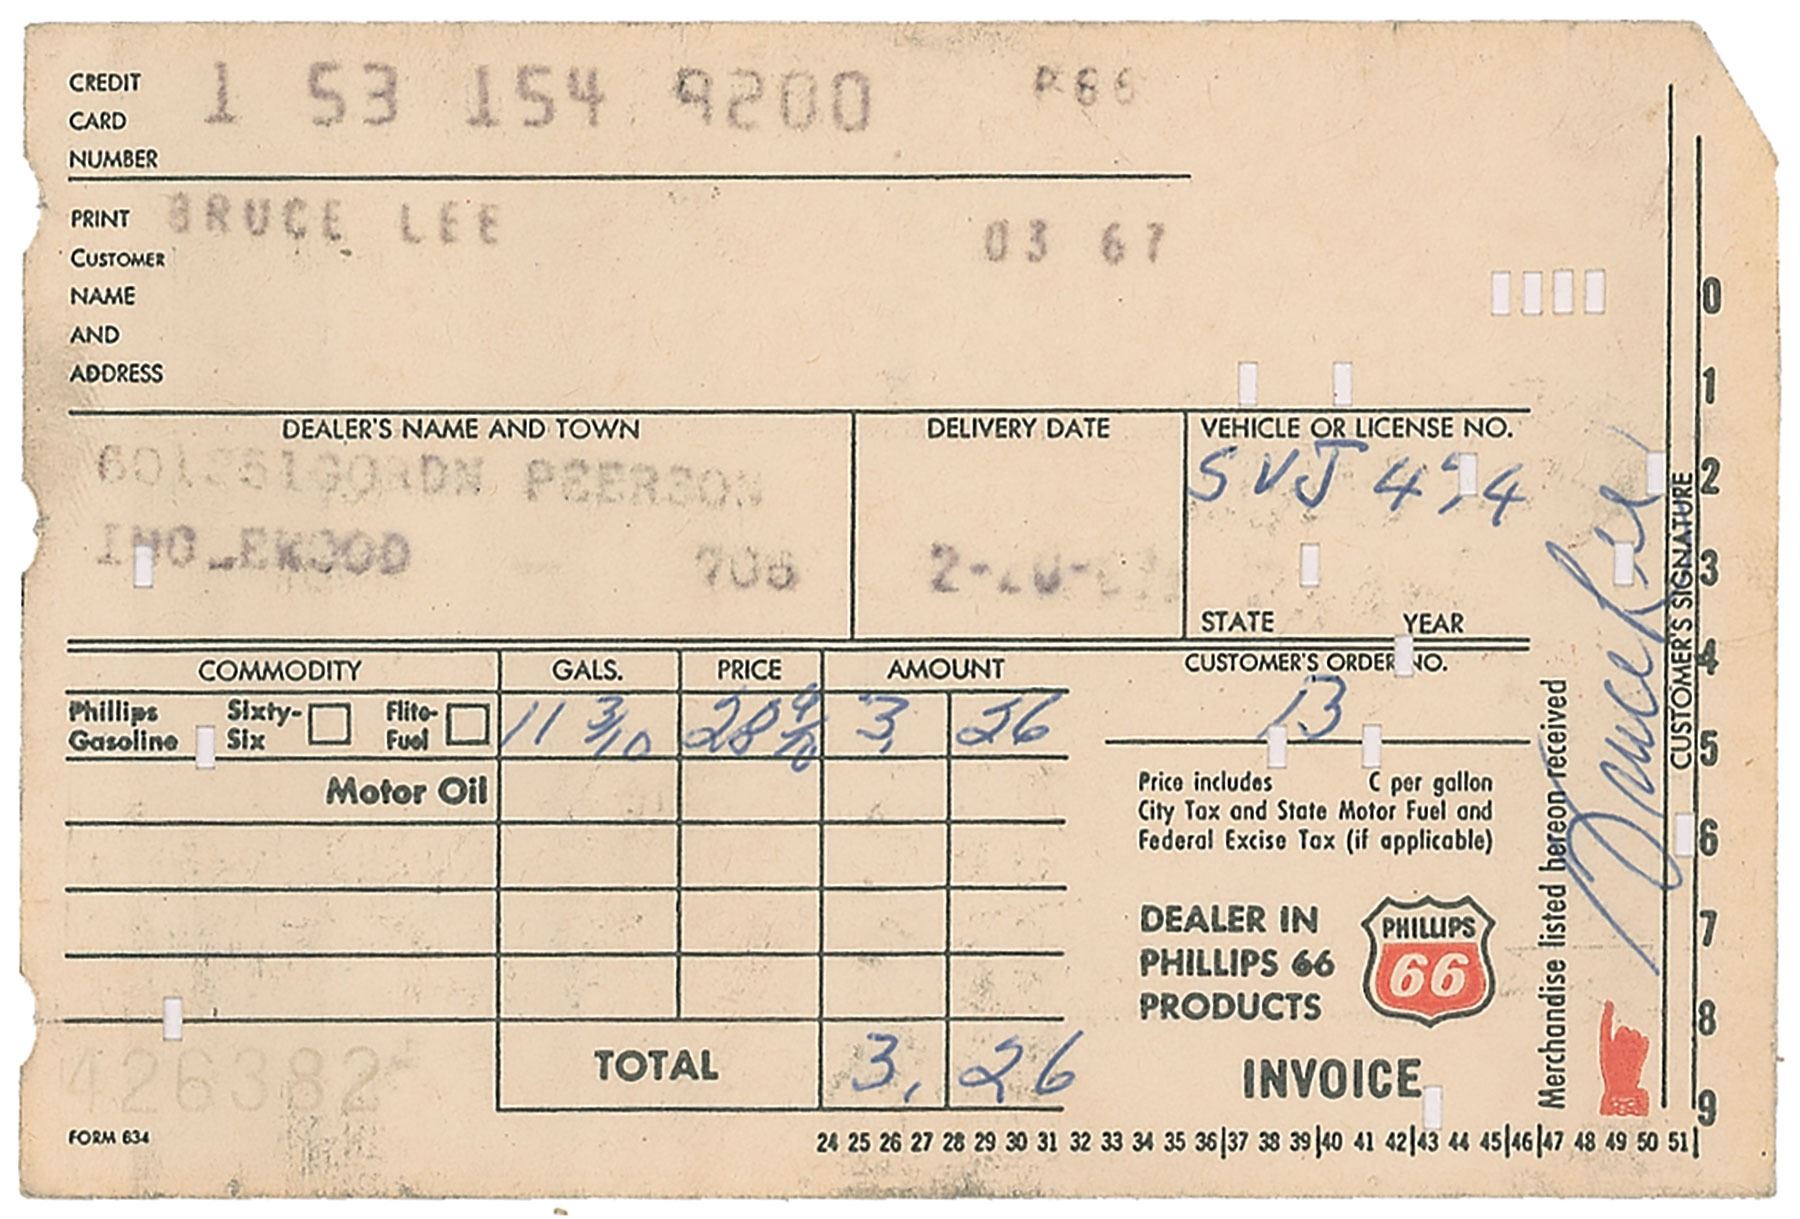 CREDIT CARD NUMBER 1 53 154 9200 P66
PRINT CUSTOMER NAME AND ADDRESS
BRUCE LEE 03 67
DEALER'S NAME AND TOWN
PEERSON
706
DELIVERY DATE
VEHICLE OR LICENSE NO.
SVJ 494
STATE YEAR
COMMODITY GALS. PRICE AMOUNT
Phillips Gasoline Sixty-Six Flite-Fuel 11 3/10 28 9/10 3, 26
Motor Oil
TOTAL 3, 26
CUSTOMER'S ORDER NO.
13
Price includes ¢ per gallon
City Tax and State Motor Fuel and
Federal Excise Tax (if applicable)
DEALER IN
PHILLIPS 66
PRODUCTS
PHILLIPS
66
INVOICE
Merchandise listed hereon received
Bruce Lee
CUSTOMER'S SIGNATURE
0
1
2
3
4
5
6
7
8
9
426382
FORM 634
24 25 26 27 28 29 30 31 32 33 34 35 36 37 38 39 40 41 42 43 44 45 46 47 48 49 50 51